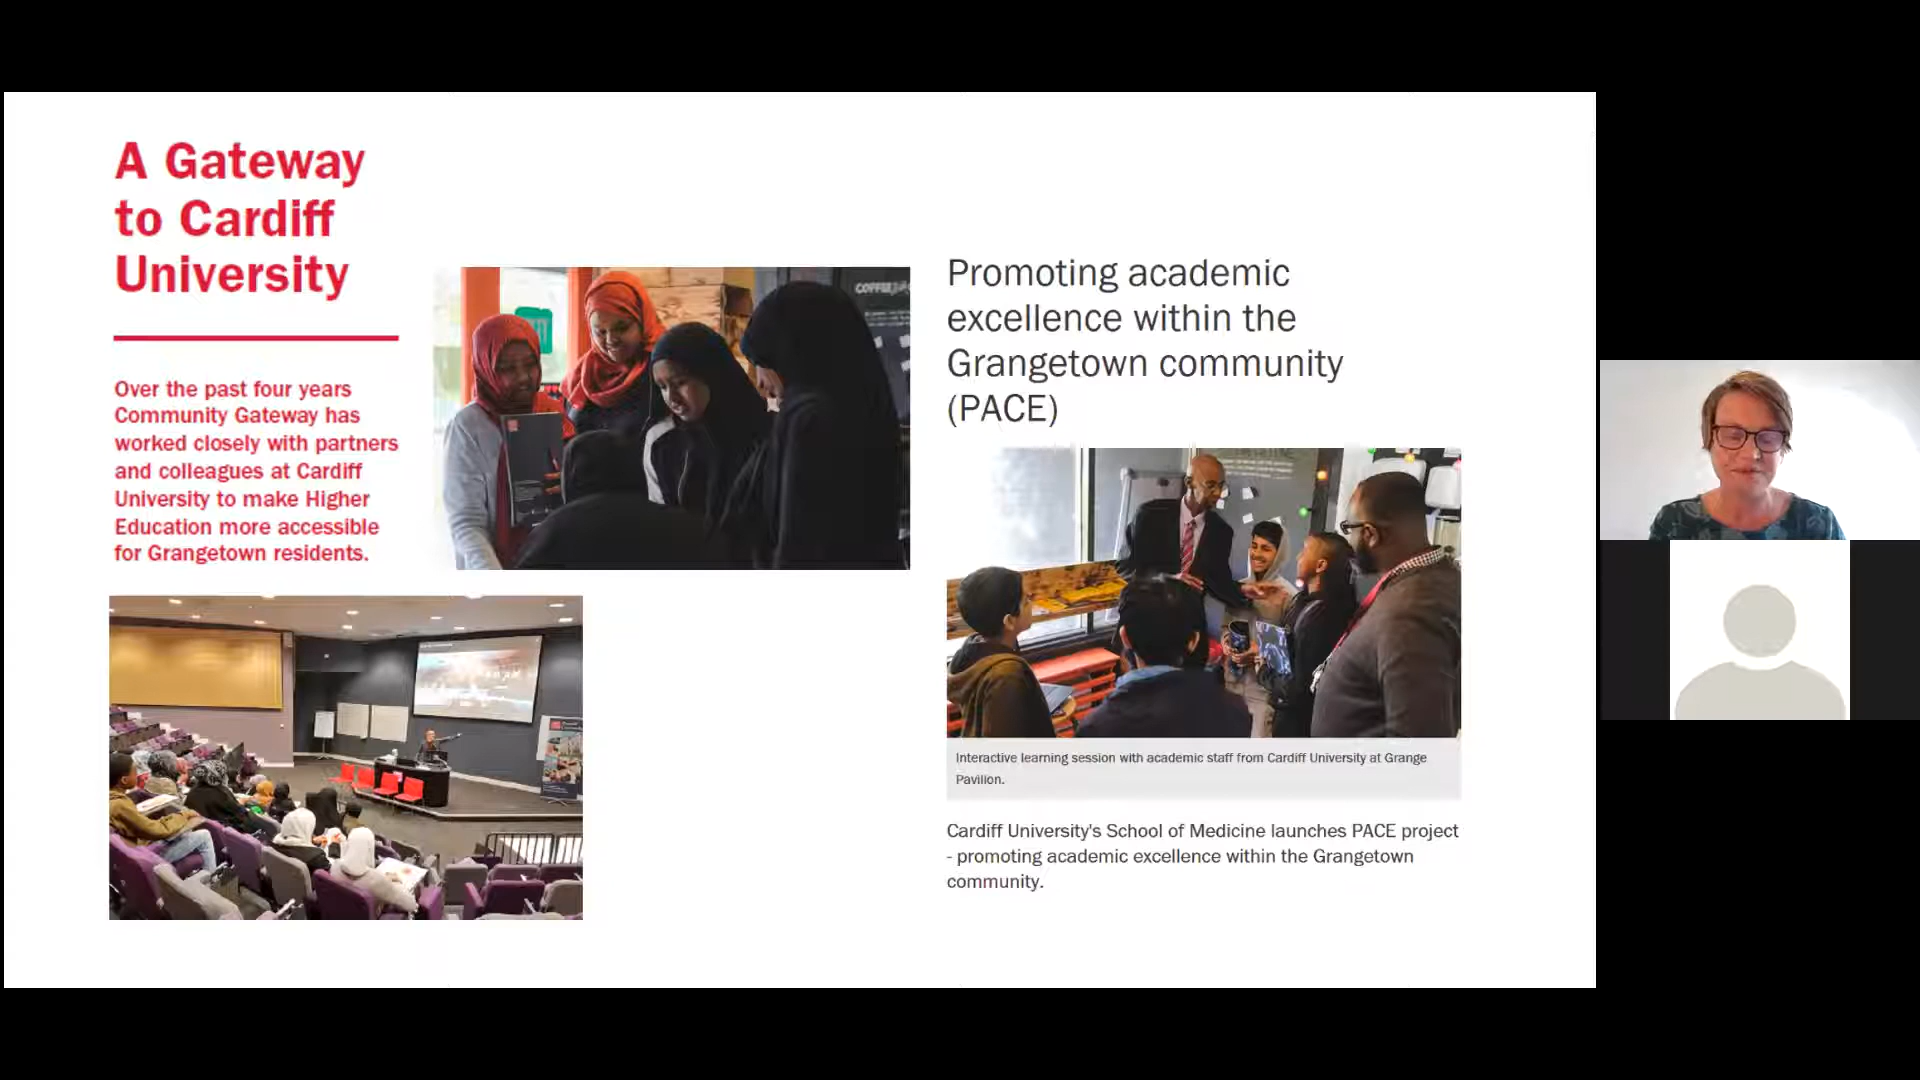 A Gateway
to Cardiff
University
Over the past four years
Community Gateway has
worked closely with partners
and colleagues at Cardiff
University to make Higher
Education more accessible
for Grangetown residents.
Promoting academic
excellence within the
Grangetown community
(PACE)
Interactive learning session with academic staff from Cardiff University at Grange
Pavilion.
Cardiff University's School of Medicine launches PACE project
- promoting academic excellence within the Grangetown
community.